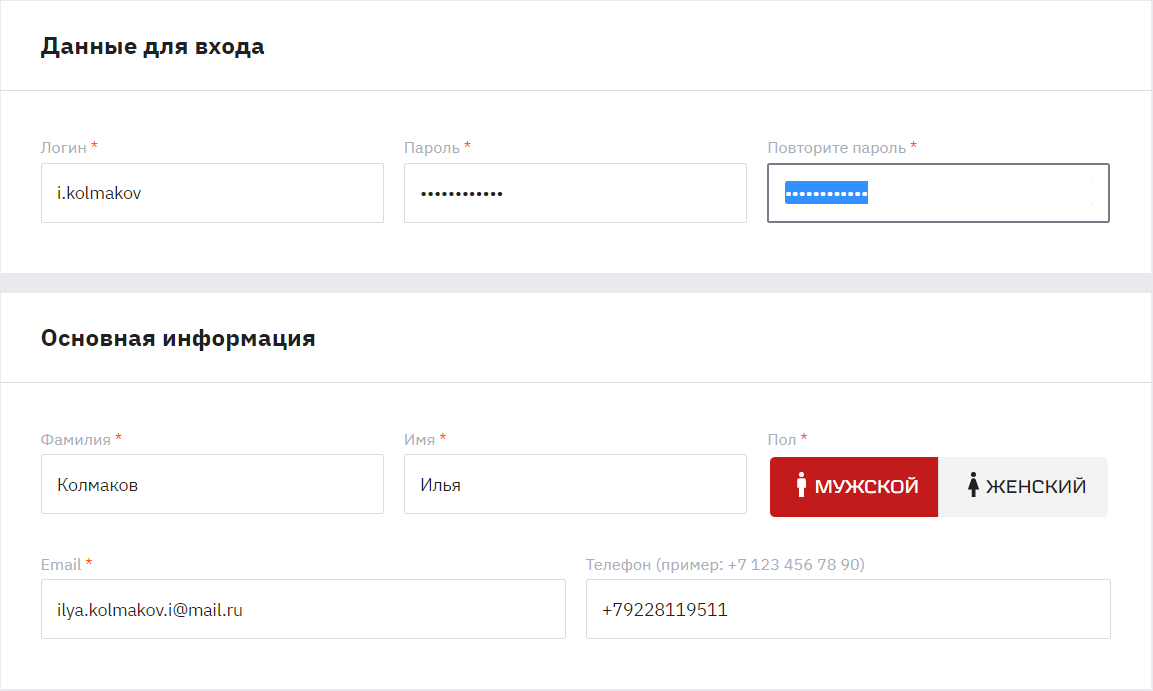 Данные для входа
Логин * Пароль * Повторите пароль *
i.kolmakov •••••••••••• ••••••••••••
Основная информация
Фамилия * Имя * Пол *
Колмаков Илья МУЖСКОЙ ЖЕНСКИЙ
Email * Телефон (пример: +7 123 456 78 90)
ilya.kolmakov.i@mail.ru +79228119511